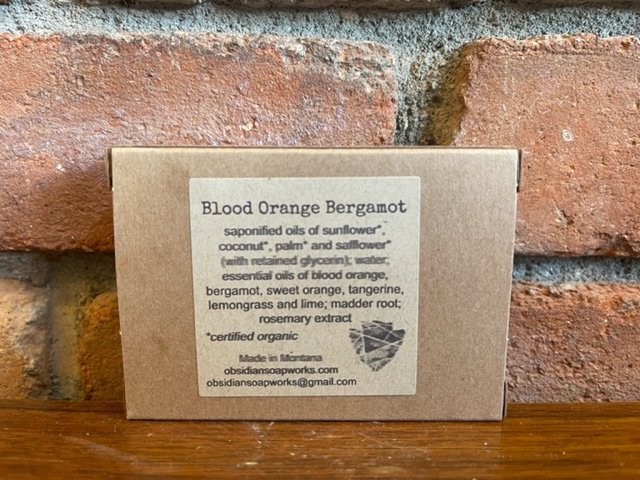 Blood Orange Bergamot
saponified oils of sunflower*,
coconut*, palm* and safflower*
(with retained glycerin); water;
essential oils of blood orange,
bergamot, sweet orange, tangerine,
lemongrass and lime; madder root;
rosemary extract
*certified organic
Made in Montana
obsidiansoapworks.com
obsidiansoapworks@gmail.com